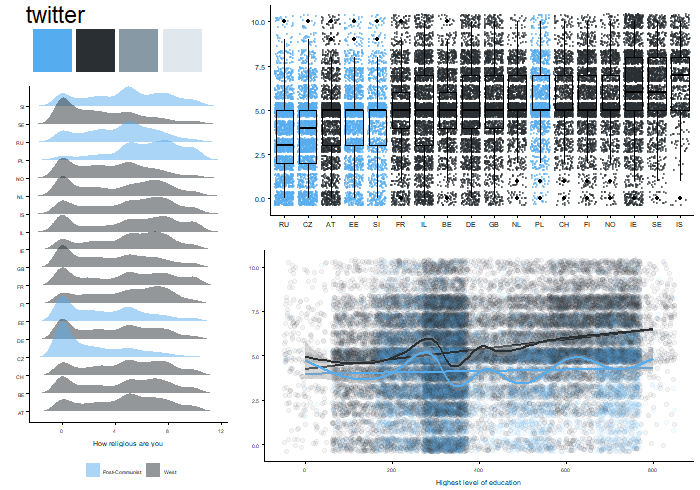 twitter
SI
SE
RU
PL
NO
NL
IS
IL
IE
GB
FR
FI
EE
DE
CZ
CH
BE
AT
0 4 8 12
How religious are you
Post-Communist West
10.0
7.5
5.0
2.5
0.0
RU CZ AT EE SI FR IL BE DE GB NL PL CH FI NO IE SE IS
10.0
7.5
5.0
2.5
0.0
0 200 400 600 800
Highest level of education